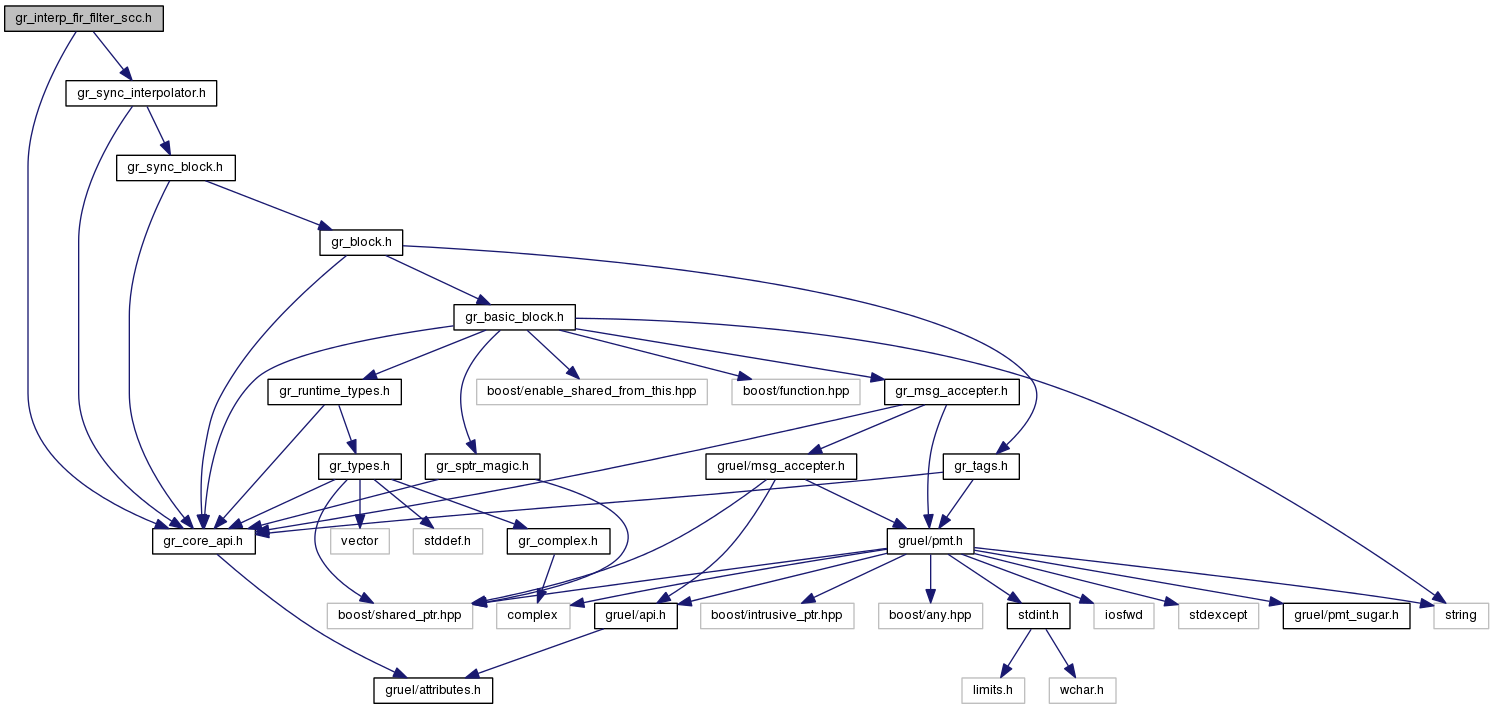 gr_interp_fir_filter_scc.h
gr_sync_interpolator.h
gr_sync_block.h
gr_block.h
gr_basic_block.h
gr_runtime_types.h
boost/enable_shared_from_this.hpp
boost/function.hpp
gr_msg_accepter.h
gr_types.h
gr_sptr_magic.h
gruel/msg_accepter.h
gr_tags.h
gr_core_api.h
vector
stddef.h
gr_complex.h
gruel/pmt.h
boost/shared_ptr.hpp
complex
gruel/api.h
boost/intrusive_ptr.hpp
boost/any.hpp
stdint.h
iosfwd
stdexcept
gruel/pmt_sugar.h
string
gruel/attributes.h
limits.h
wchar.h